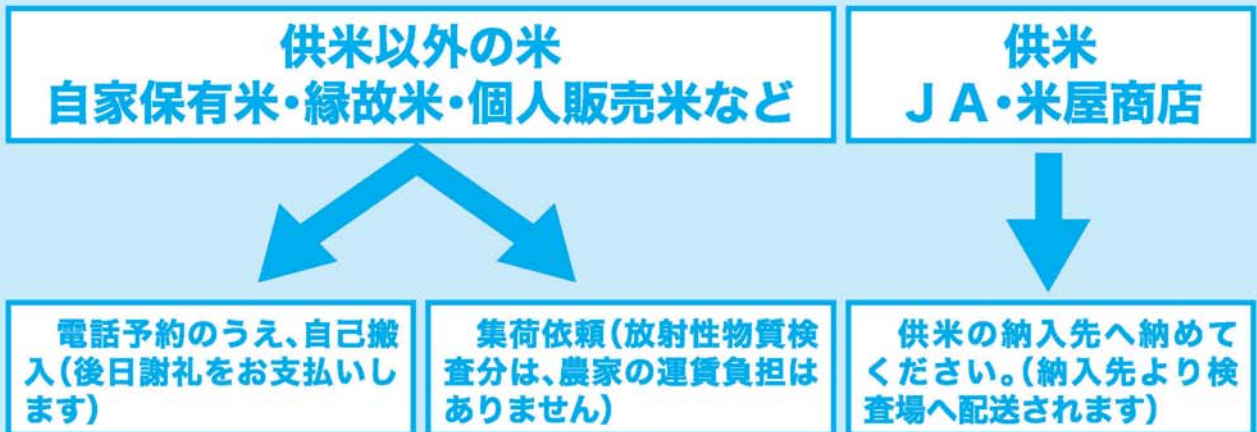 供米以外の米
自家保有米・縁故米・個人販売米など
供米
ＪＡ・米屋商店
電話予約のうえ、自己搬
入（後日謝礼をお支払いし
ます）
集荷依頼（放射性物質検
査分は、農家の運賃負担は
ありません）
供米の納入先へ納めて
ください。（納入先より検
査場へ配送されます）